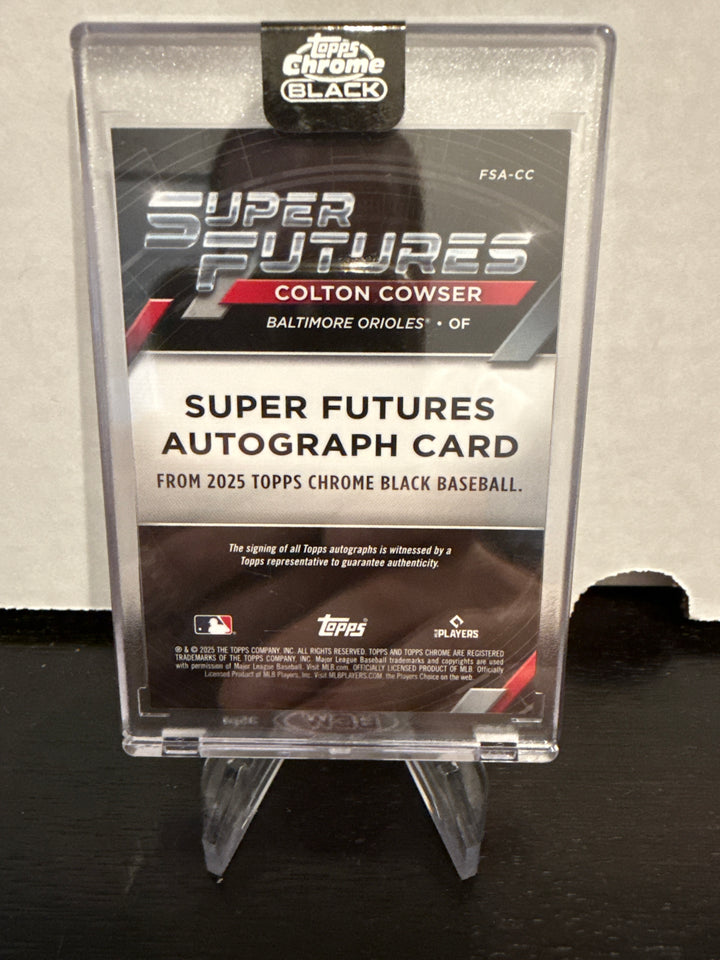 Topps
Chrome
BLACK
FSA-CC
SUPER
FUTURES
COLTON COWSER
BALTIMORE ORIOLES® • OF
SUPER FUTURES
AUTOGRAPH CARD
FROM 2025 TOPPS CHROME BLACK BASEBALL.
The signing of all Topps autographs is witnessed by a
Topps representative to guarantee authenticity.
Topps®
MLB PLAYERS
® & © 2025 THE TOPPS COMPANY, INC. ALL RIGHTS RESERVED. TOPPS AND TOPPS CHROME ARE REGISTERED
TRADEMARKS OF THE TOPPS COMPANY, INC. Major League Baseball trademarks and copyrights are used
with permission of Major League Baseball. Visit MLB.com. OFFICIALLY LICENSED PRODUCT OF MLB. Officially
Licensed Product of MLB Players, Inc. Visit MLBPLAYERS.COM, the Players Choice on the web.